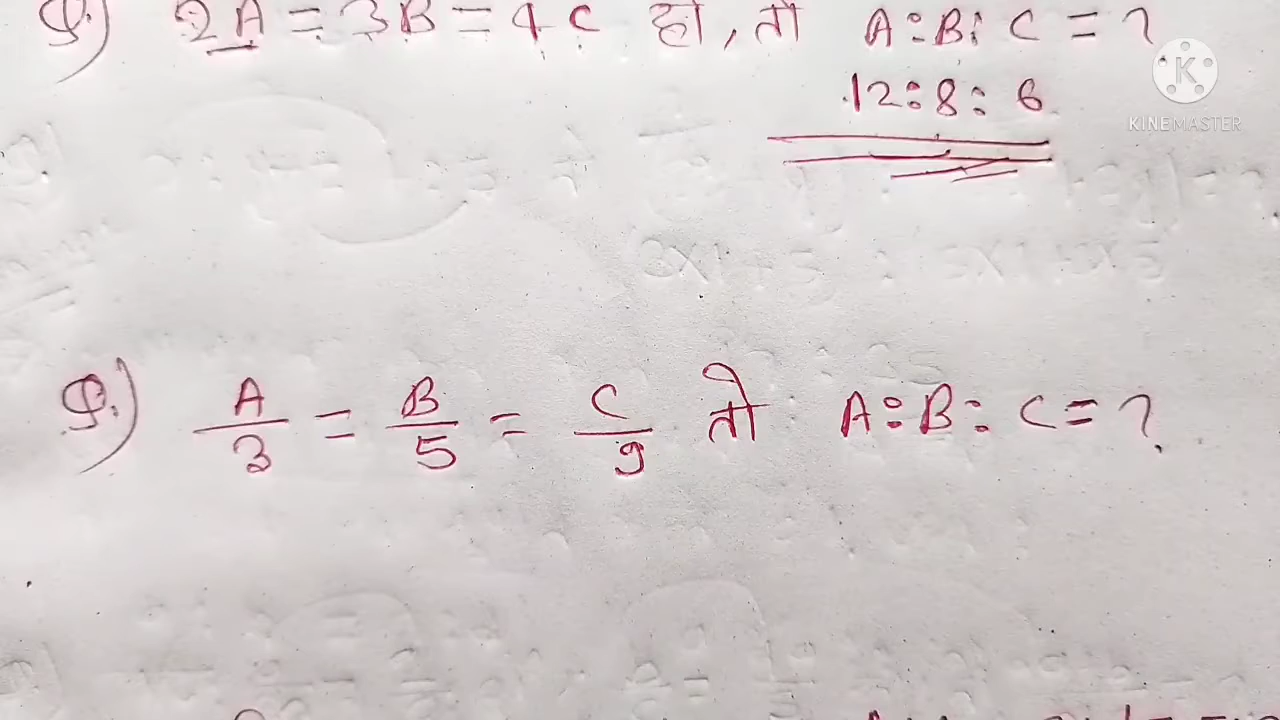 Q.) 2A = 3B = 4C हो, तो A:B:C = ?
12:8:6
KINEMASTER
Q.) A/3 = B/5 = C/9 तो A:B:C = ?